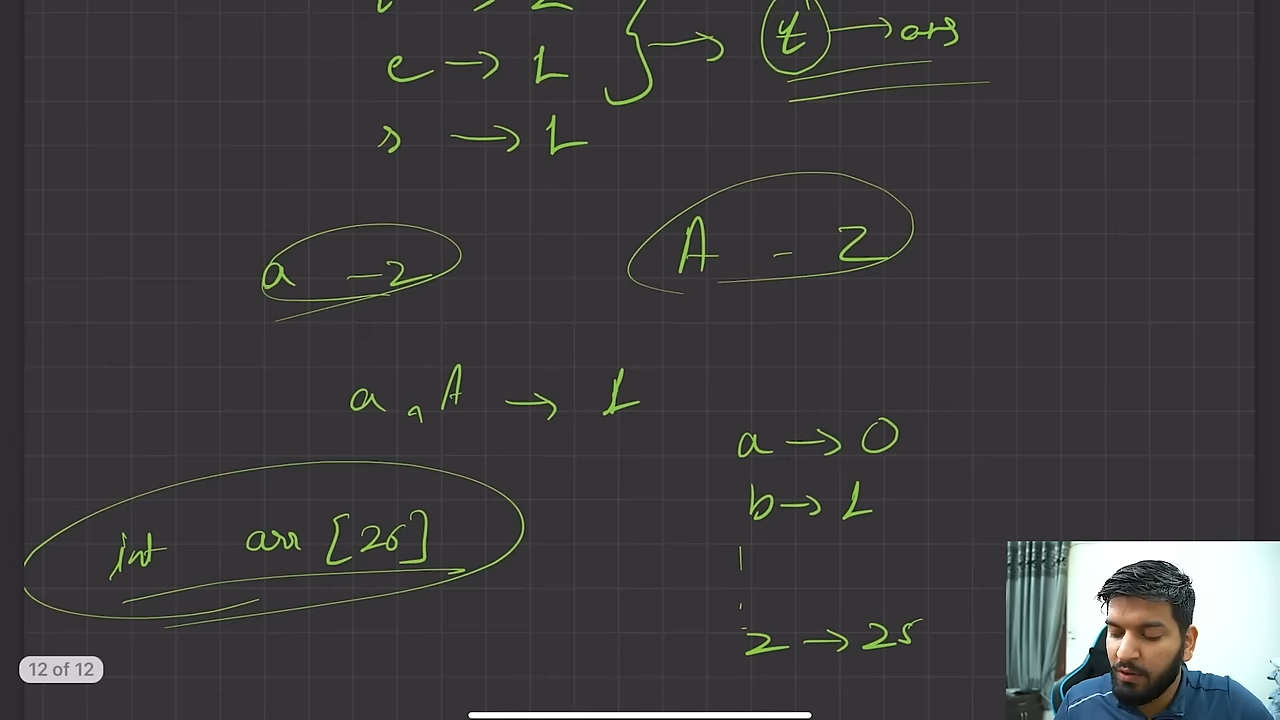 e → 1 } → t → ans
s → 1
a - z A - Z
a, A → 1
a → 0
b → 1
int arr [26]
z → 25
12 of 12